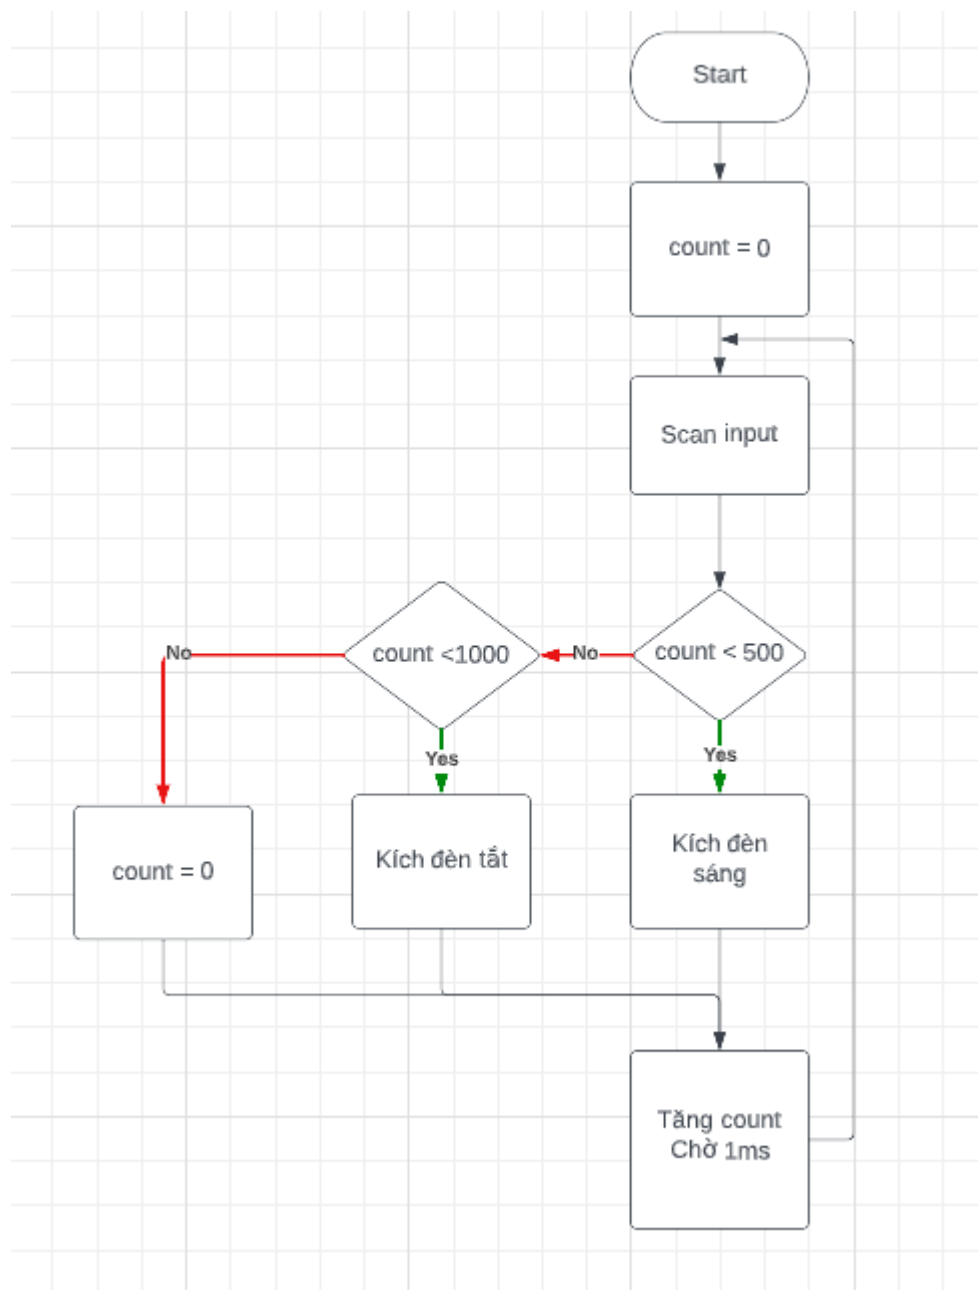 Start
count = 0
Scan input
count < 500
No
count <1000
No
Yes
Yes
count = 0
Kích đèn tắt
Kích đèn
sáng
Tăng count
Chờ 1ms